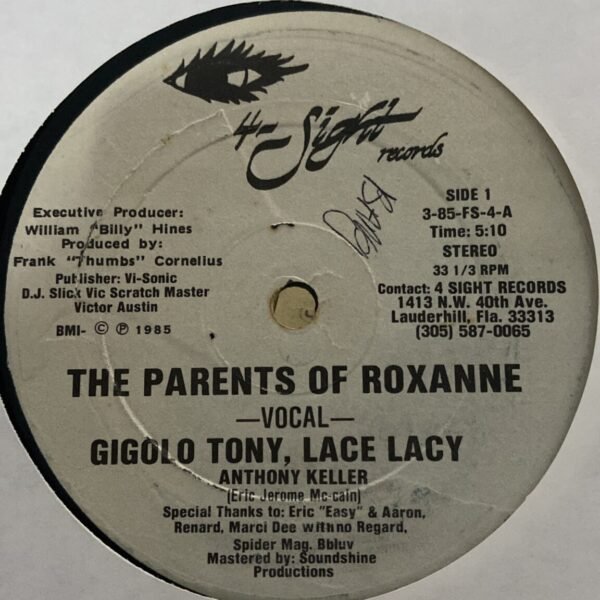 4-Sight
records
SIDE 1
3-85-FS-4-A
Time: 5:10
STEREO
33 1/3 RPM
Contact: 4 SIGHT RECORDS
1413 N.W. 40th Ave.
Lauderhill, Fla. 33313
(305) 587-0065
Executive Producer:
William "Billy" Hines
Produced by:
Frank "Thumbs" Cornelius
Publisher: Vi-Sonic
D.J. Slick Vic Scratch Master
Victor Austin
BMI- © ℗ 1985
THE PARENTS OF ROXANNE
—VOCAL—
GIGOLO TONY, LACE LACY
ANTHONY KELLER
(Eric Jerome Mc-cain)
Special Thanks to: Eric "Easy" & Aaron,
Renard, Marci Dee with no Regard,
Spider Mag. Bbluv
Mastered by: Soundshine
Productions